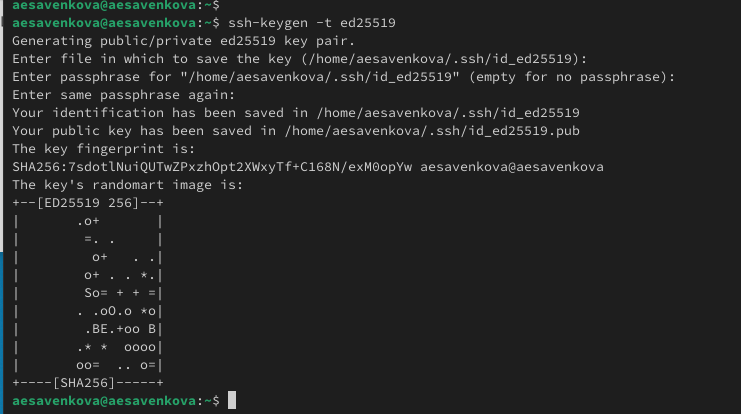 aesavenkova@aesavenkova:~$
aesavenkova@aesavenkova:~$ ssh-keygen -t ed25519
Generating public/private ed25519 key pair.
Enter file in which to save the key (/home/aesavenkova/.ssh/id_ed25519):
Enter passphrase for "/home/aesavenkova/.ssh/id_ed25519" (empty for no passphrase):
Enter same passphrase again:
Your identification has been saved in /home/aesavenkova/.ssh/id_ed25519
Your public key has been saved in /home/aesavenkova/.ssh/id_ed25519.pub
The key fingerprint is:
SHA256:7sdotlNuiQUTwZPxzhOpt2XWxyTf+C168N/exM0opYw aesavenkova@aesavenkova
The key's randomart image is:
+--[ED25519 256]--+
|       .o+       |
|        =. .     |
|         o+   . .|
|        o+ . . *.|
|        So= + + =|
|       . .oO.o *o|
|        .BE.+oo B|
|       .* *  oooo|
|       oo=  .. o=|
+----[SHA256]-----+
aesavenkova@aesavenkova:~$